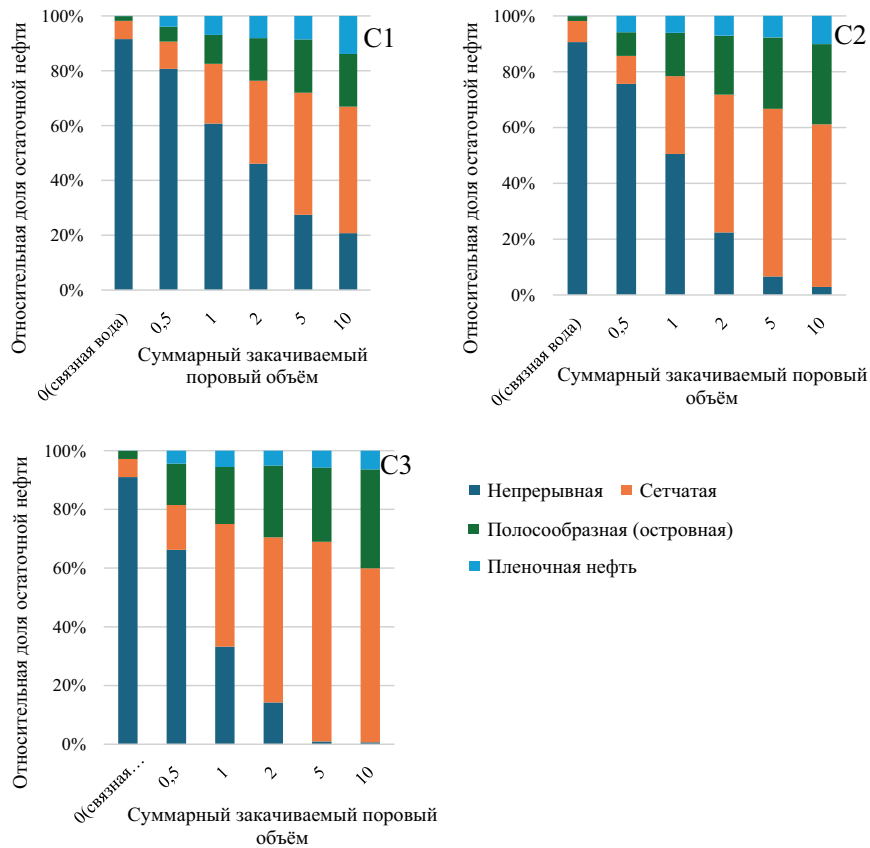 Относительная доля остаточной нефти
100%
80%
60%
40%
20%
0%
С1
0(связная вода)
0,5
1
2
5
10
Суммарный закачиваемый
поровый объём
Относительная доля остаточной нефти
100%
80%
60%
40%
20%
0%
С2
0(связная вода)
0,5
1
2
5
10
Суммарный закачиваемый поровый
объём
Относительная доля остаточной нефти
100%
80%
60%
40%
20%
0%
С3
0(связная…
0,5
1
2
5
10
Суммарный закачиваемый поровый
объём
Непрерывная Сетчатая
Полосообразная (островная)
Пленочная нефть